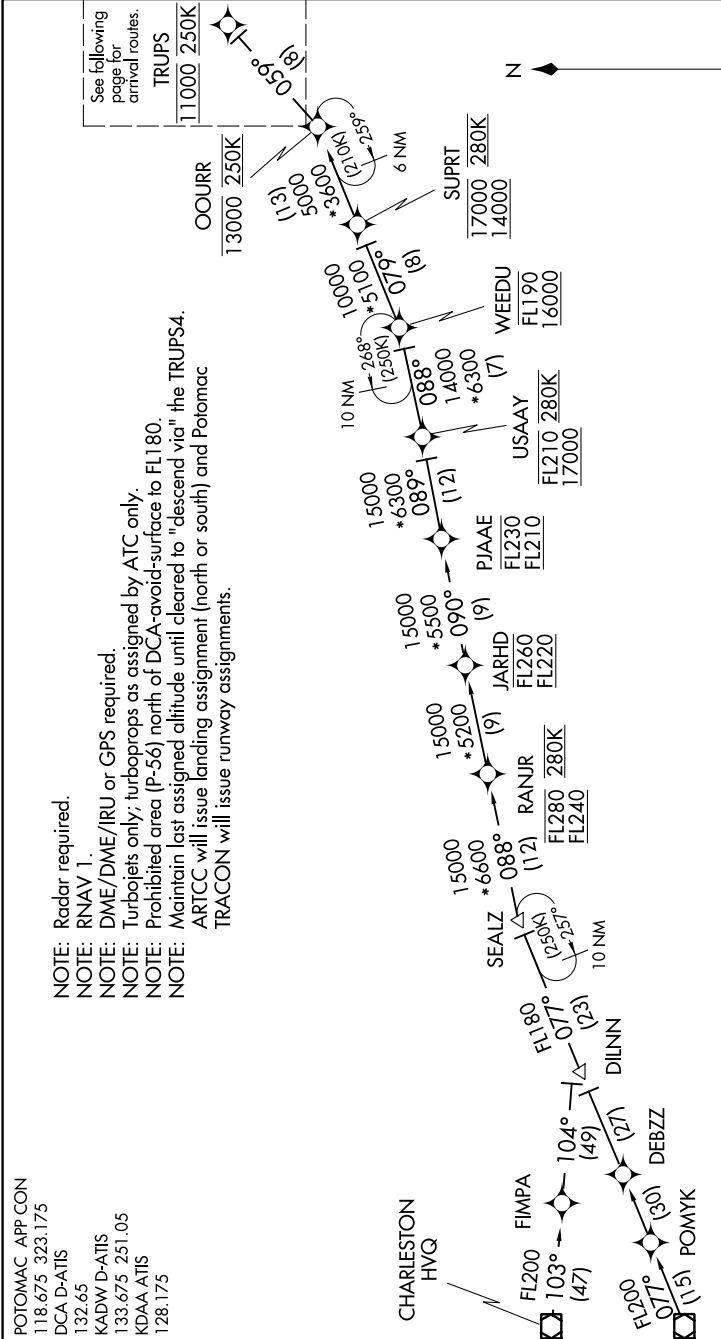 POTOMAC APP CON
118.675 323.175
DCA D-ATIS
132.65
KADW D-ATIS
133.675 251.05
KDAA ATIS
128.175
NOTE: Radar required.
NOTE: RNAV 1.
NOTE: DME/DME/IRU or GPS required.
NOTE: Turbojets only; turboprops as assigned by ATC only.
NOTE: Prohibited area (P-56) north of DCA-avoid-surface to FL180.
NOTE: Maintain last assigned altitude until cleared to "descend via" the TRUPS4.
ARTCC will issue landing assignment (north or south) and Potomac
TRACON will issue runway assignments.
See following
page for
arrival routes.
TRUPS
11000 250K
059°
(8)
OOURR
13000 250K
(210K)
259°
6 NM
(13)
5000
*3600
SUPRT
280K
17000
14000
10000
*5100
079°
(8)
WEEDU
FL190
16000
10 NM
268°
(250K)
088°
14000
*6300
(7)
USAAY
FL210 280K
17000
15000
*6300
089°
(12)
PJAAE
FL230
FL210
15000
*5500
090°
(9)
JARHD
FL260
FL220
15000
*5200
(9)
RANJR
FL280 280K
FL240
15000
*6600
088°
(12)
SEALZ
(250K)
257°
10 NM
FL180
077°
(23)
DILNN
104°
(49)
(27)
FIMPA
DEBZZ
CHARLESTON
HVQ
FL200
103°
(47)
(30)
POMYK
FL200
077°
(15)
N